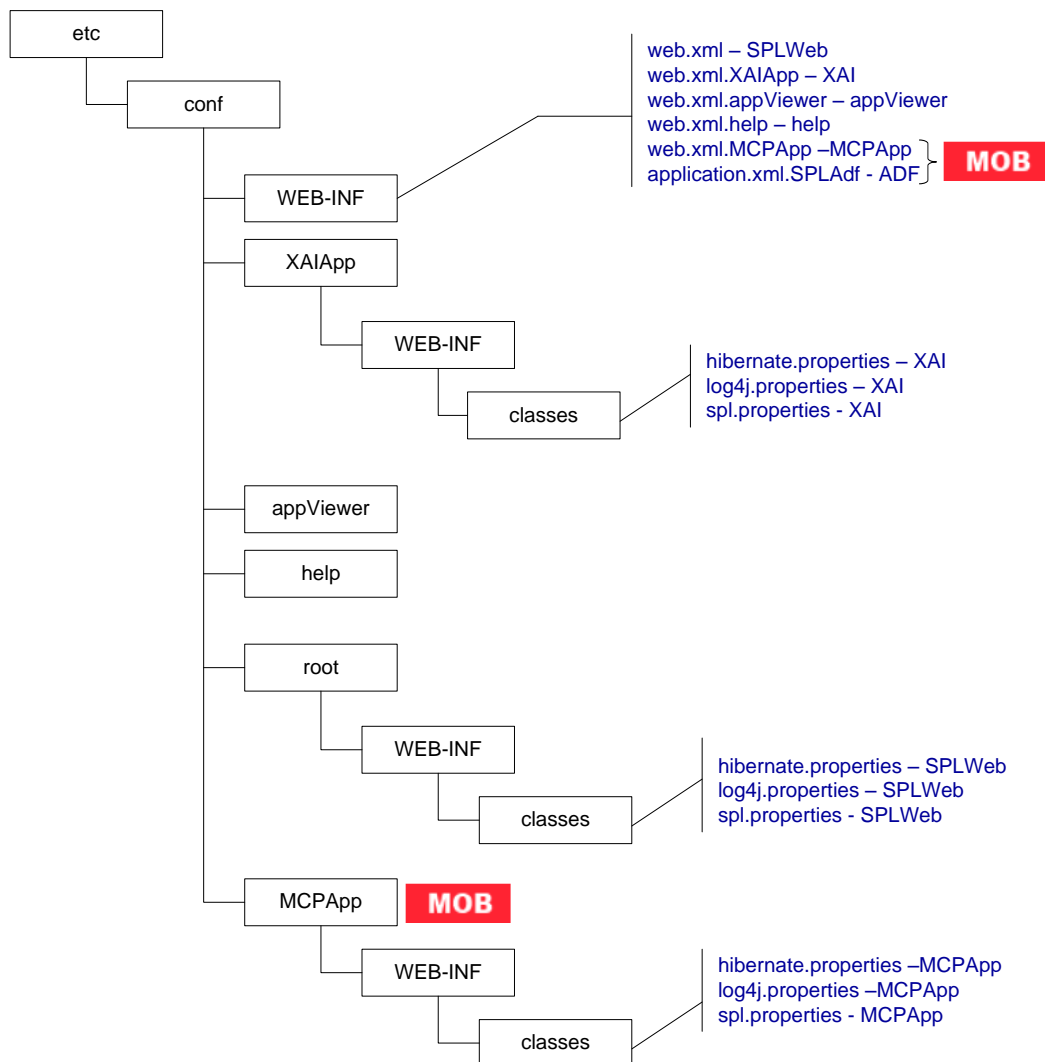 etc
conf
web.xml – SPLWeb
web.xml.XAIApp – XAI
web.xml.appViewer – appViewer
web.xml.help – help
web.xml.MCPApp –MCPApp
application.xml.SPLAdf - ADF
MOB
WEB-INF
XAIApp
WEB-INF
classes
hibernate.properties – XAI
log4j.properties – XAI
spl.properties - XAI
appViewer
help
root
WEB-INF
classes
hibernate.properties – SPLWeb
log4j.properties – SPLWeb
spl.properties - SPLWeb
MCPApp
MOB
WEB-INF
classes
hibernate.properties –MCPApp
log4j.properties –MCPApp
spl.properties - MCPApp